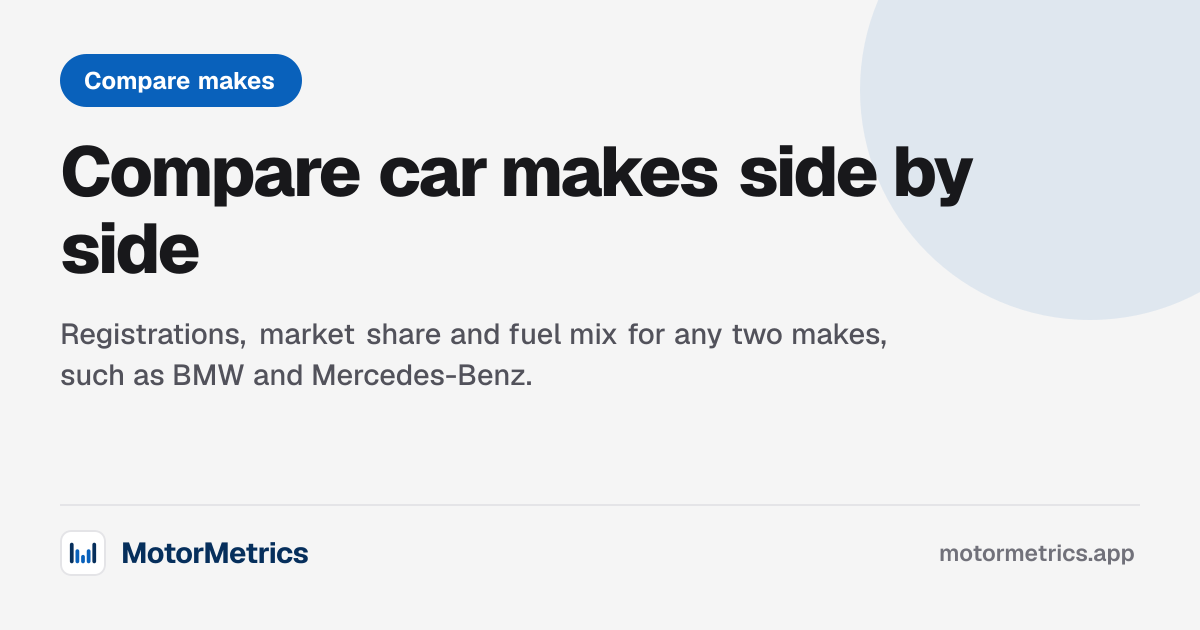 Compare makes
Compare car makes side by
side
Registrations, market share and fuel mix for any two makes,
such as BMW and Mercedes-Benz.
MotorMetrics
motormetrics.app